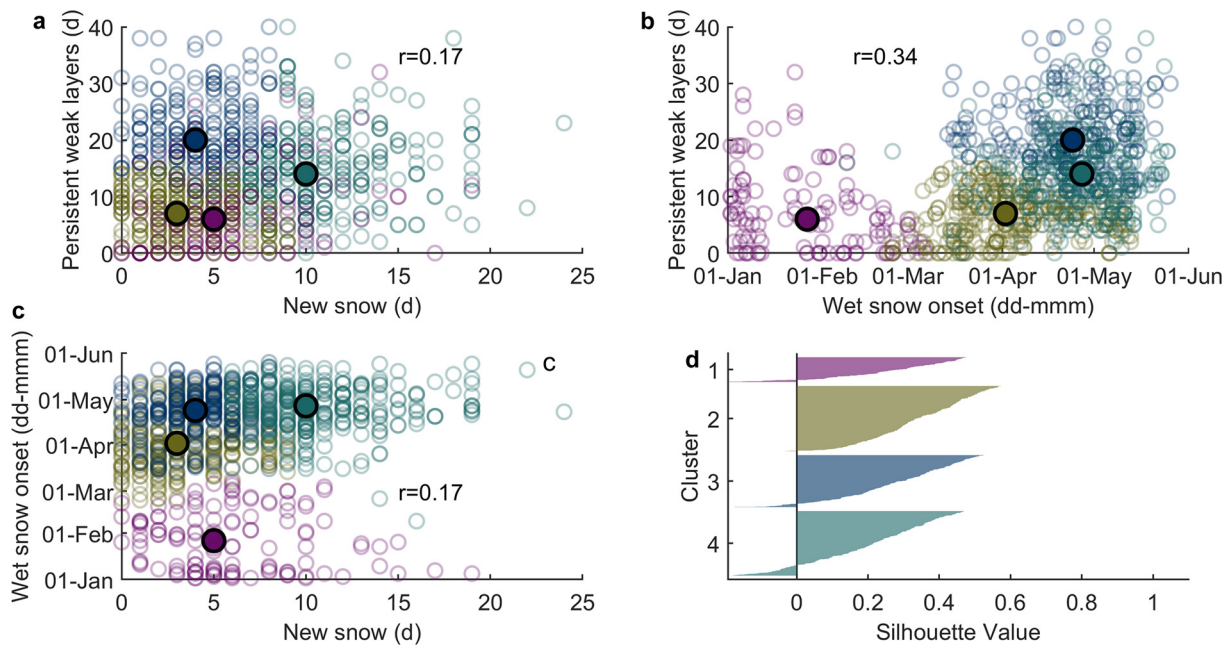 a
Persistent weak layers (d)
40
30
20
10
0
r=0.17
0
5
10
15
20
25
New snow (d)
b
Persistent weak layers (d)
40
30
20
10
0
r=0.34
01-Jan
01-Feb
01-Mar
01-Apr
01-May
01-Jun
Wet snow onset (dd-mmm)
c
Wet snow onset (dd-mmm)
01-Jun
01-May
01-Apr
01-Mar
01-Feb
01-Jan
c
r=0.17
0
5
10
15
20
25
New snow (d)
d
Cluster
1
2
3
4
0
0.2
0.4
0.6
0.8
1
Silhouette Value